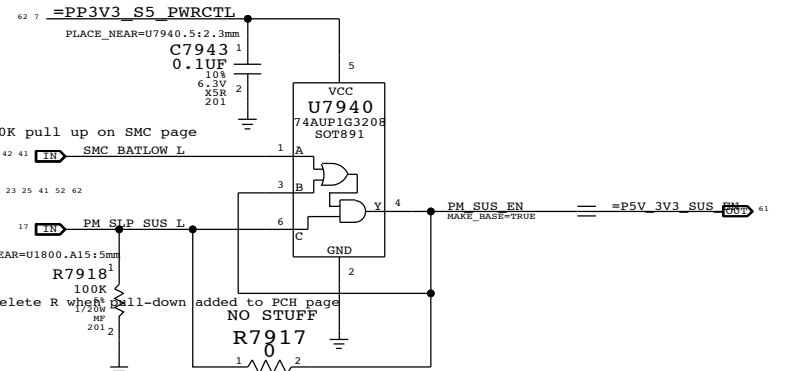 62 7 =PP3V3_S5_PWRCTL
PLACE_NEAR=U7940.5:2.3mm
C7943 1
0.1UF
10%
6.3V
X5R
201
2
5
VCC
U7940
74AUP1G3208
SOT891
0K pull up on SMC page
42 41 IN SMC_BATLOW_L 1 A
23 25 41 52 62
3 B
Y 4 PM_SUS_EN =P5V_3V3_SUS_EN OUT 61
MAKE_BASE=TRUE
17 IN PM_SLP_SUS_L 6 C
GND
2
EAR=U1800.A15:5mm
R7918 1
100K
5%
1/20W
MF
201
2
elete R when pull-down added to PCH page
NO STUFF
R7917
0
1 2